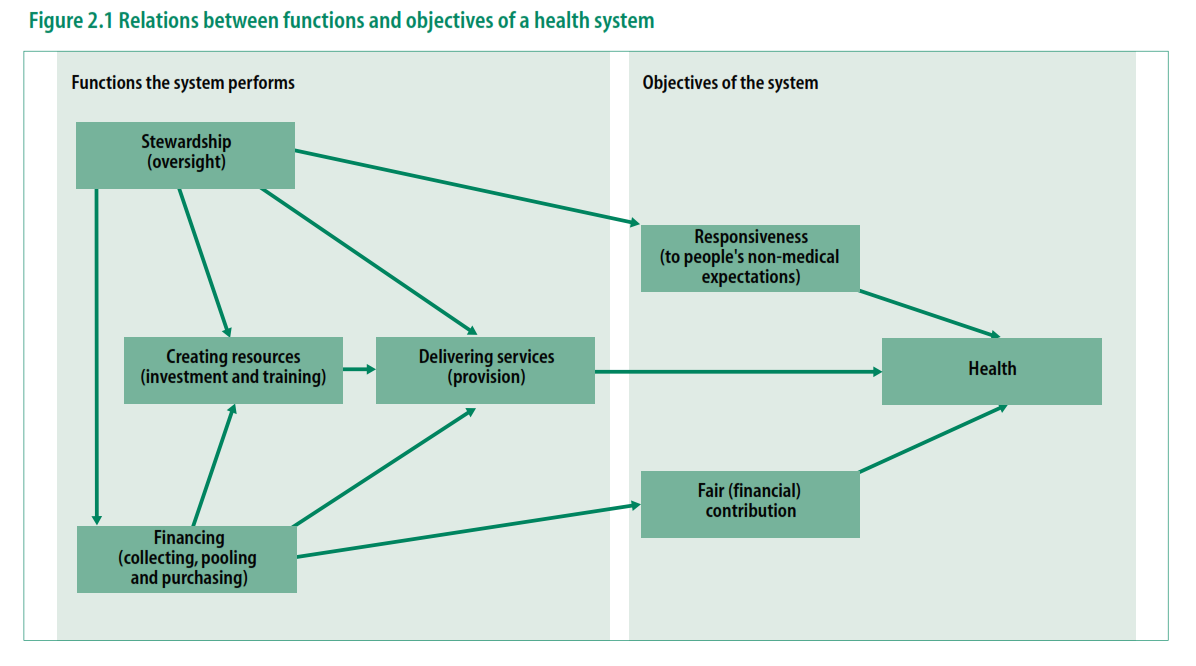 Figure 2.1 Relations between functions and objectives of a health system
Functions the system performs
Objectives of the system
Stewardship
(oversight)
Responsiveness
(to people's non-medical
expectations)
Creating resources
(investment and training)
Delivering services
(provision)
Health
Fair (financial)
contribution
Financing
(collecting, pooling
and purchasing)